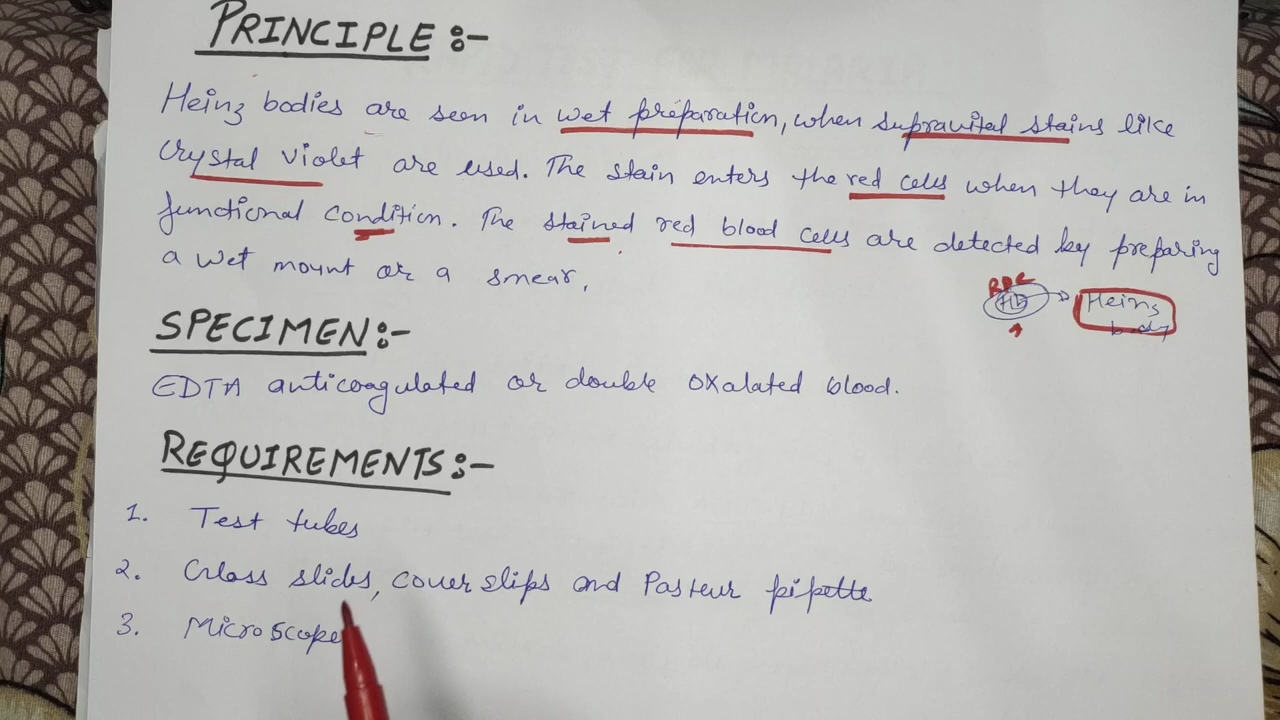 PRINCIPLE :-
Heinz bodies are seen in wet preparation, when supravital stains like
Crystal violet are used. The stain enters the red cells when they are in
functional condition. The stained red blood cells are detected by preparing
a wet mount or a smear.
RBC
Hb
Heinz
body
SPECIMEN :-
EDTA anticoagulated or double oxalated blood.
REQUIREMENTS :-
1. Test tubes
2. Glass slides, cover slips and Pasteur pipette
3. Microscope